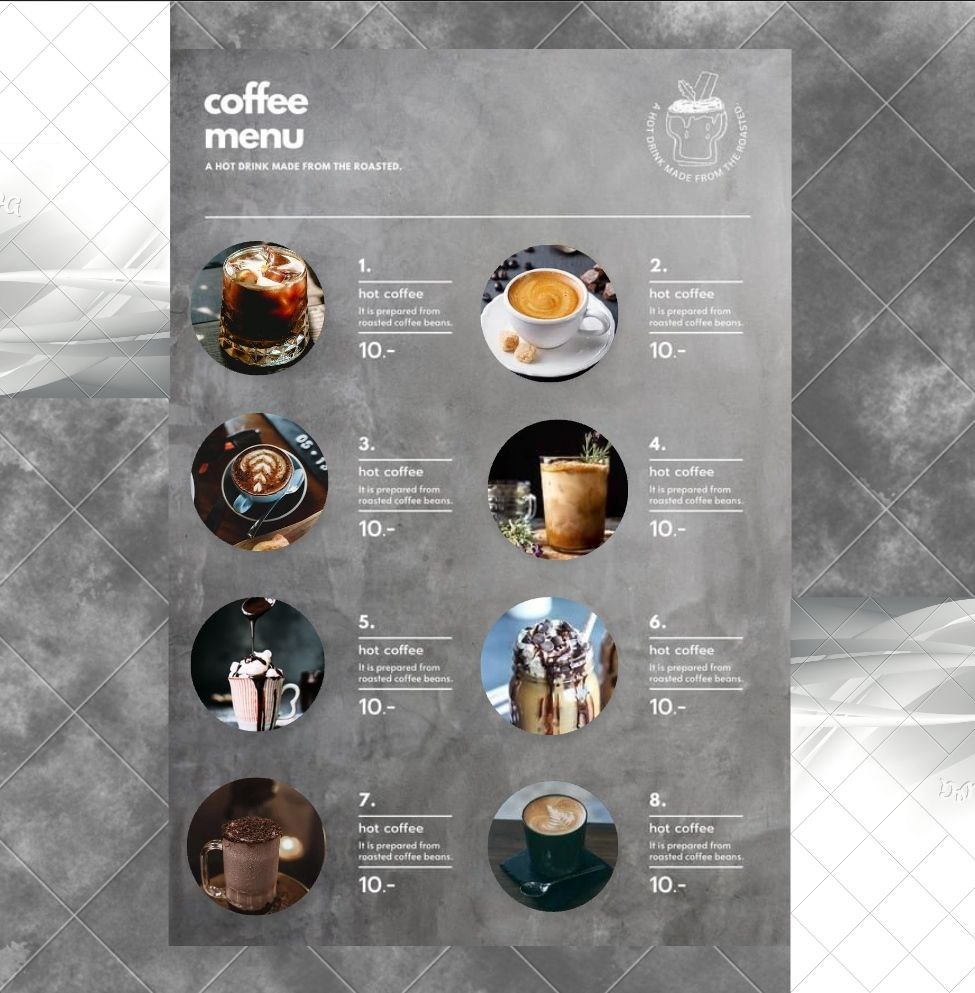 coffee
menu
A HOT DRINK MADE FROM THE ROASTED.
A HOT DRINK MADE FROM THE ROASTED.
1.
hot coffee
It is prepared from
roasted coffee beans.
10.-
2.
hot coffee
It is prepared from
roasted coffee beans.
10.-
3.
hot coffee
It is prepared from
roasted coffee beans.
10.-
4.
hot coffee
It is prepared from
roasted coffee beans.
10.-
5.
hot coffee
It is prepared from
roasted coffee beans.
10.-
6.
hot coffee
It is prepared from
roasted coffee beans.
10.-
7.
hot coffee
It is prepared from
roasted coffee beans.
10.-
8.
hot coffee
It is prepared from
roasted coffee beans.
10.-